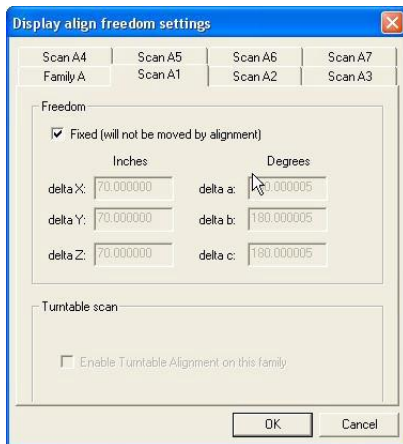 Display align freedom settings
Scan A4 Scan A5 Scan A6 Scan A7
Family A Scan A1 Scan A2 Scan A3
Freedom
Fixed (will not be moved by alignment)
Inches Degrees
delta X: 70.000000 delta a:
delta Y: 70.000000 delta b: 180.000005
delta Z: 70.000000 delta c: 180.000005
Turntable scan
Enable Turntable Alignment on this family
OK Cancel